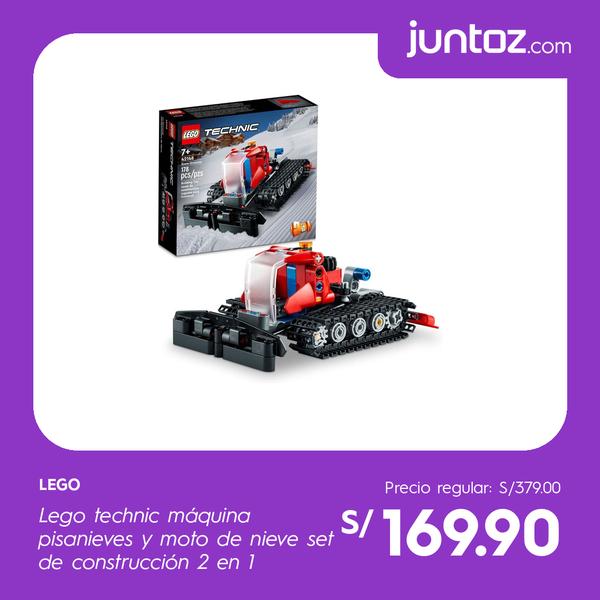 juntoz.com
LEGO TECHNIC
7+
42148
178
pcs/pzs
LEGO
Lego technic máquina
pisanieves y moto de nieve set
de construcción 2 en 1
Precio regular: S/379.00
S/169.90